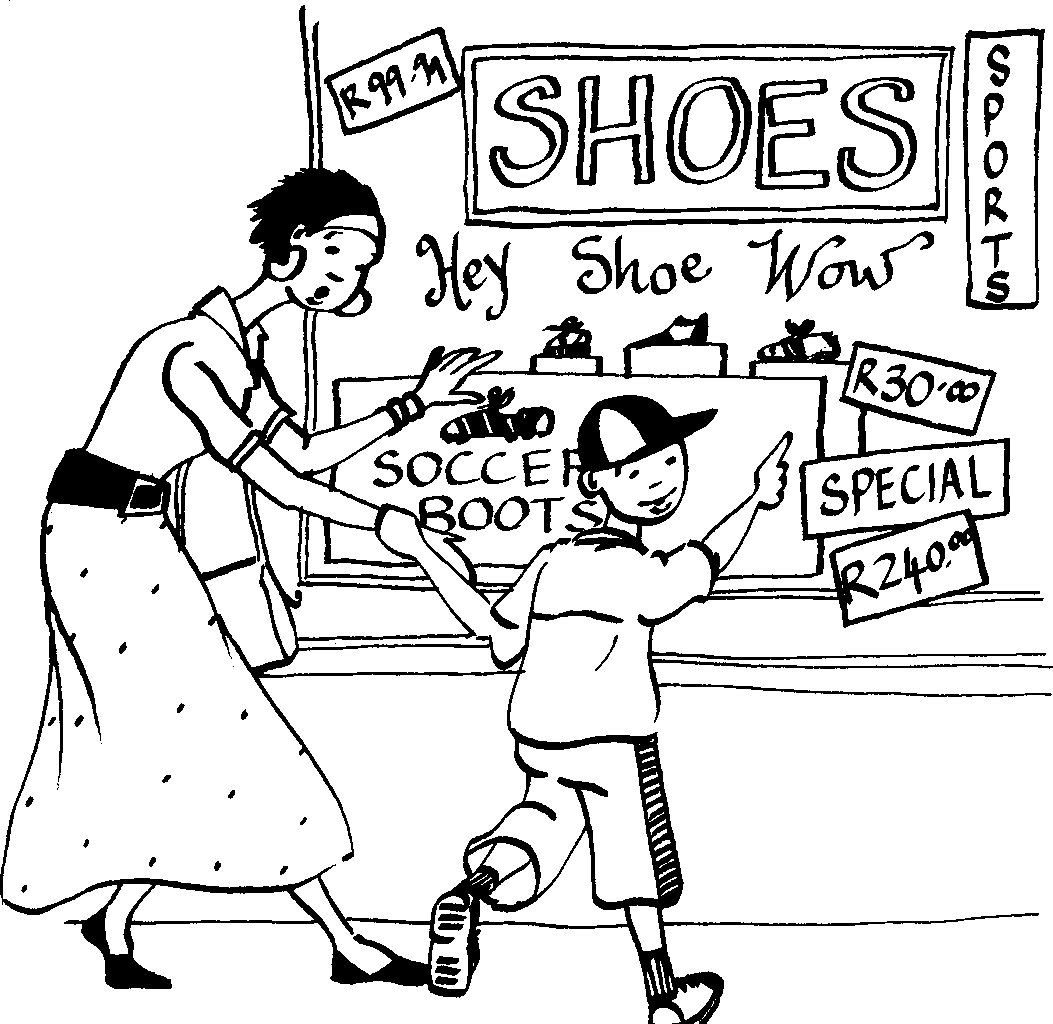 R99.99
SHOES
SPORTS
Hey Shoe Wow
R30.00
SOCCER
BOOTS
SPECIAL
R240.00